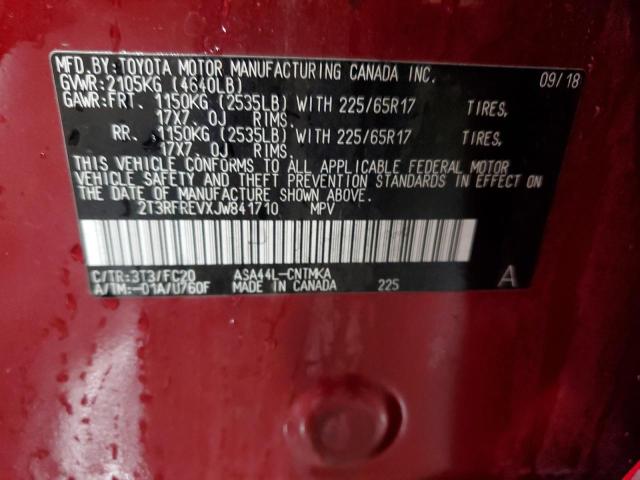 MFD.BY:TOYOTA MOTOR MANUFACTURING CANADA INC. 09/18
GVWR:2105KG (4640LB)
GAWR:FRT. 1150KG (2535LB) WITH 225/65R17 TIRES,
17X7.0J RIMS.
RR. 1150KG (2535LB) WITH 225/65R17 TIRES,
17X7.0J RIMS.
THIS VEHICLE CONFORMS TO ALL APPLICABLE FEDERAL MOTOR
VEHICLE SAFETY AND THEFT PREVENTION STANDARDS IN EFFECT ON
THE DATE OF MANUFACTURE SHOWN ABOVE.
2T3RFREVXJW841710 MPV
C/TR:3T3/FC20 ASA44L-CNTMKA
A/TM:-01A/U760F MADE IN CANADA 225 A